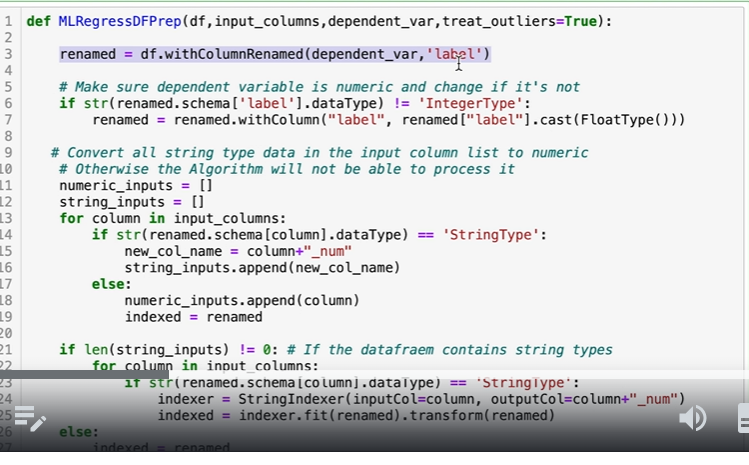 1 def MLRegressDFPrep(df,input_columns,dependent_var,treat_outliers=True):
2
3     renamed = df.withColumnRenamed(dependent_var,'label')
4
5     # Make sure dependent variable is numeric and change if it's not
6     if str(renamed.schema['label'].dataType) != 'IntegerType':
7         renamed = renamed.withColumn("label", renamed["label"].cast(FloatType()))
8
9    # Convert all string type data in the input column list to numeric
10     # Otherwise the Algorithm will not be able to process it
11     numeric_inputs = []
12     string_inputs = []
13     for column in input_columns:
14         if str(renamed.schema[column].dataType) == 'StringType':
15             new_col_name = column+"_num"
16             string_inputs.append(new_col_name)
17         else:
18             numeric_inputs.append(column)
19             indexed = renamed
20
21     if len(string_inputs) != 0: # If the datafraem contains string types
22         for column in input_columns:
23             if str(renamed.schema[column].dataType) == 'StringType':
24                 indexer = StringIndexer(inputCol=column, outputCol=column+"_num")
25                 indexed = indexer.fit(renamed).transform(renamed)
26     else:
27         indexed = renamed